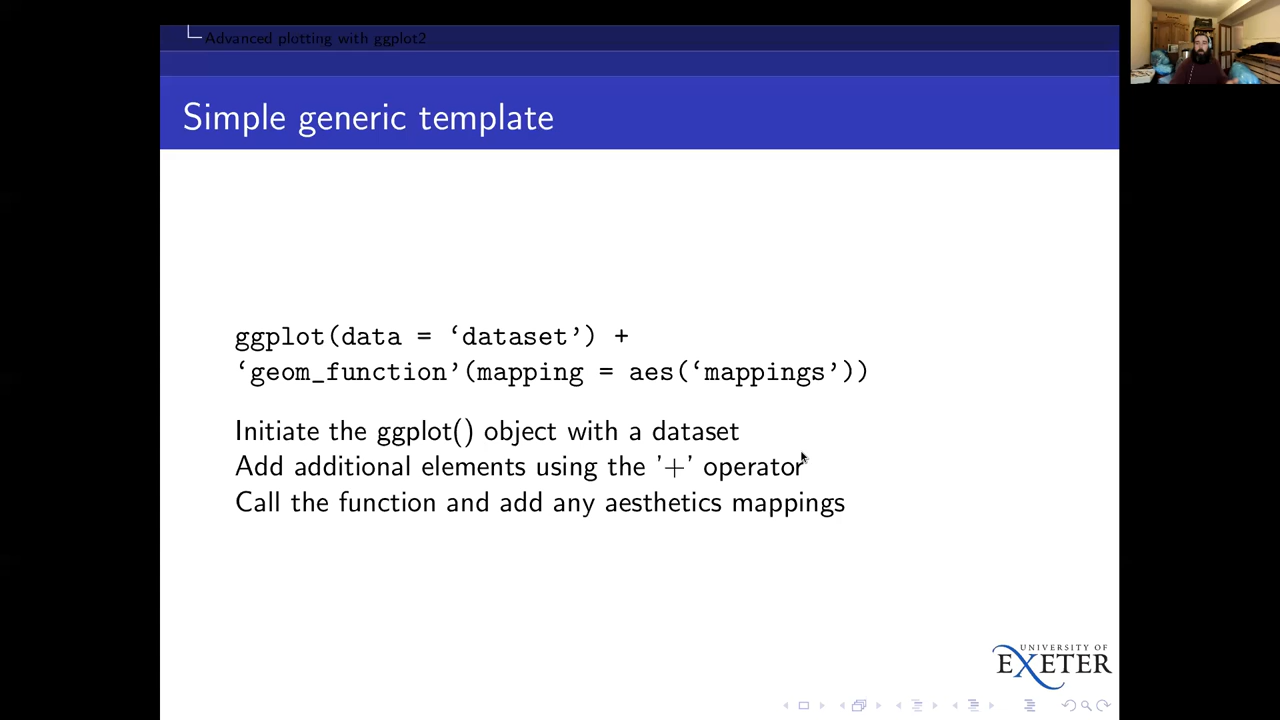 Advanced plotting with ggplot2
Simple generic template
ggplot(data = ‘dataset’) +
‘geom_function’(mapping = aes(‘mappings’))
Initiate the ggplot() object with a dataset
Add additional elements using the '+' operator
Call the function and add any aesthetics mappings
UNIVERSITY OF
EXETER